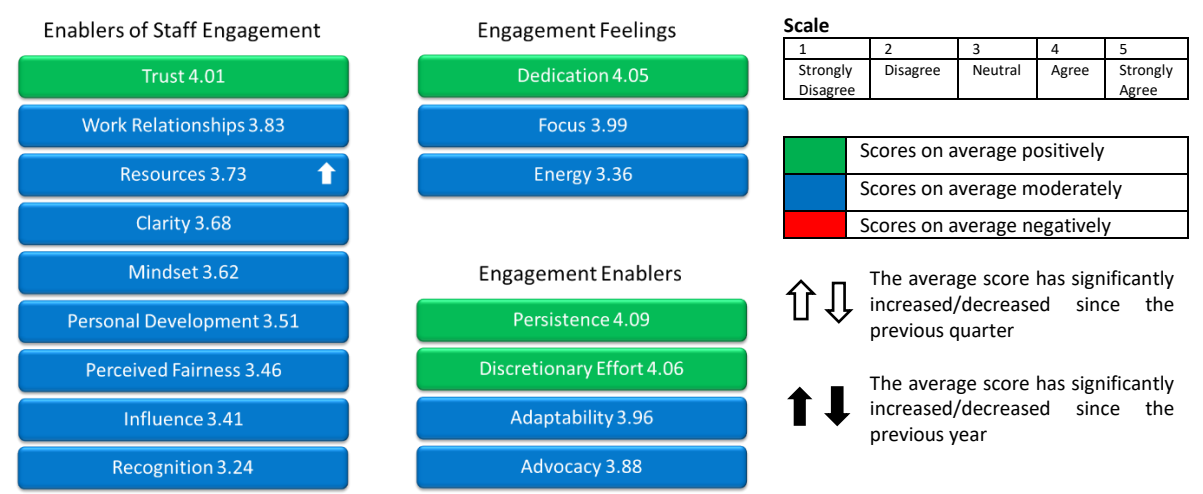 Enablers of Staff Engagement
Trust 4.01
Work Relationships 3.83
Resources 3.73
Clarity 3.68
Mindset 3.62
Personal Development 3.51
Perceived Fairness 3.46
Influence 3.41
Recognition 3.24
Engagement Feelings
Dedication 4.05
Focus 3.99
Energy 3.36
Engagement Enablers
Persistence 4.09
Discretionary Effort 4.06
Adaptability 3.96
Advocacy 3.88
Scale
1 2 3 4 5
Strongly Disagree Neutral Agree Strongly
Disagree Agree
Scores on average positively
Scores on average moderately
Scores on average negatively
The average score has significantly
increased/decreased since the
previous quarter
The average score has significantly
increased/decreased since the
previous year